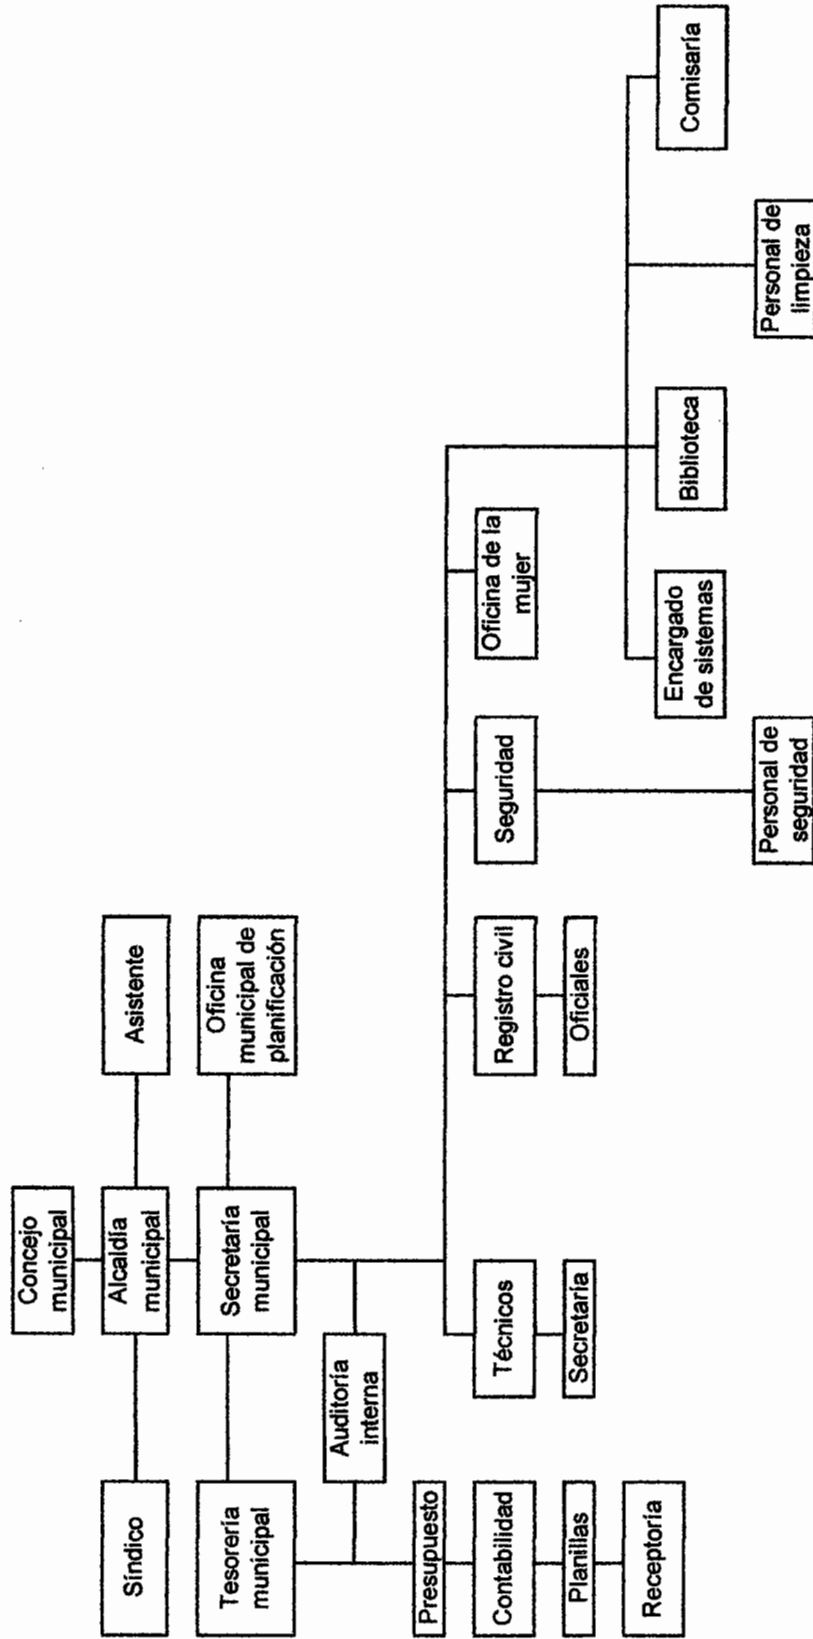 Concejo
municipal
Síndico
Alcaldía
municipal
Asistente
Tesorería
municipal
Secretaría
municipal
Oficina
municipal de
planificación
Auditoría
interna
Presupuesto
Contabilidad
Técnicos
Registro civil
Seguridad
Oficina de la
mujer
Planillas
Secretaría
Oficiales
Receptoría
Encargado
de sistemas
Biblioteca
Comisaría
Personal de
seguridad
Personal de
limpieza